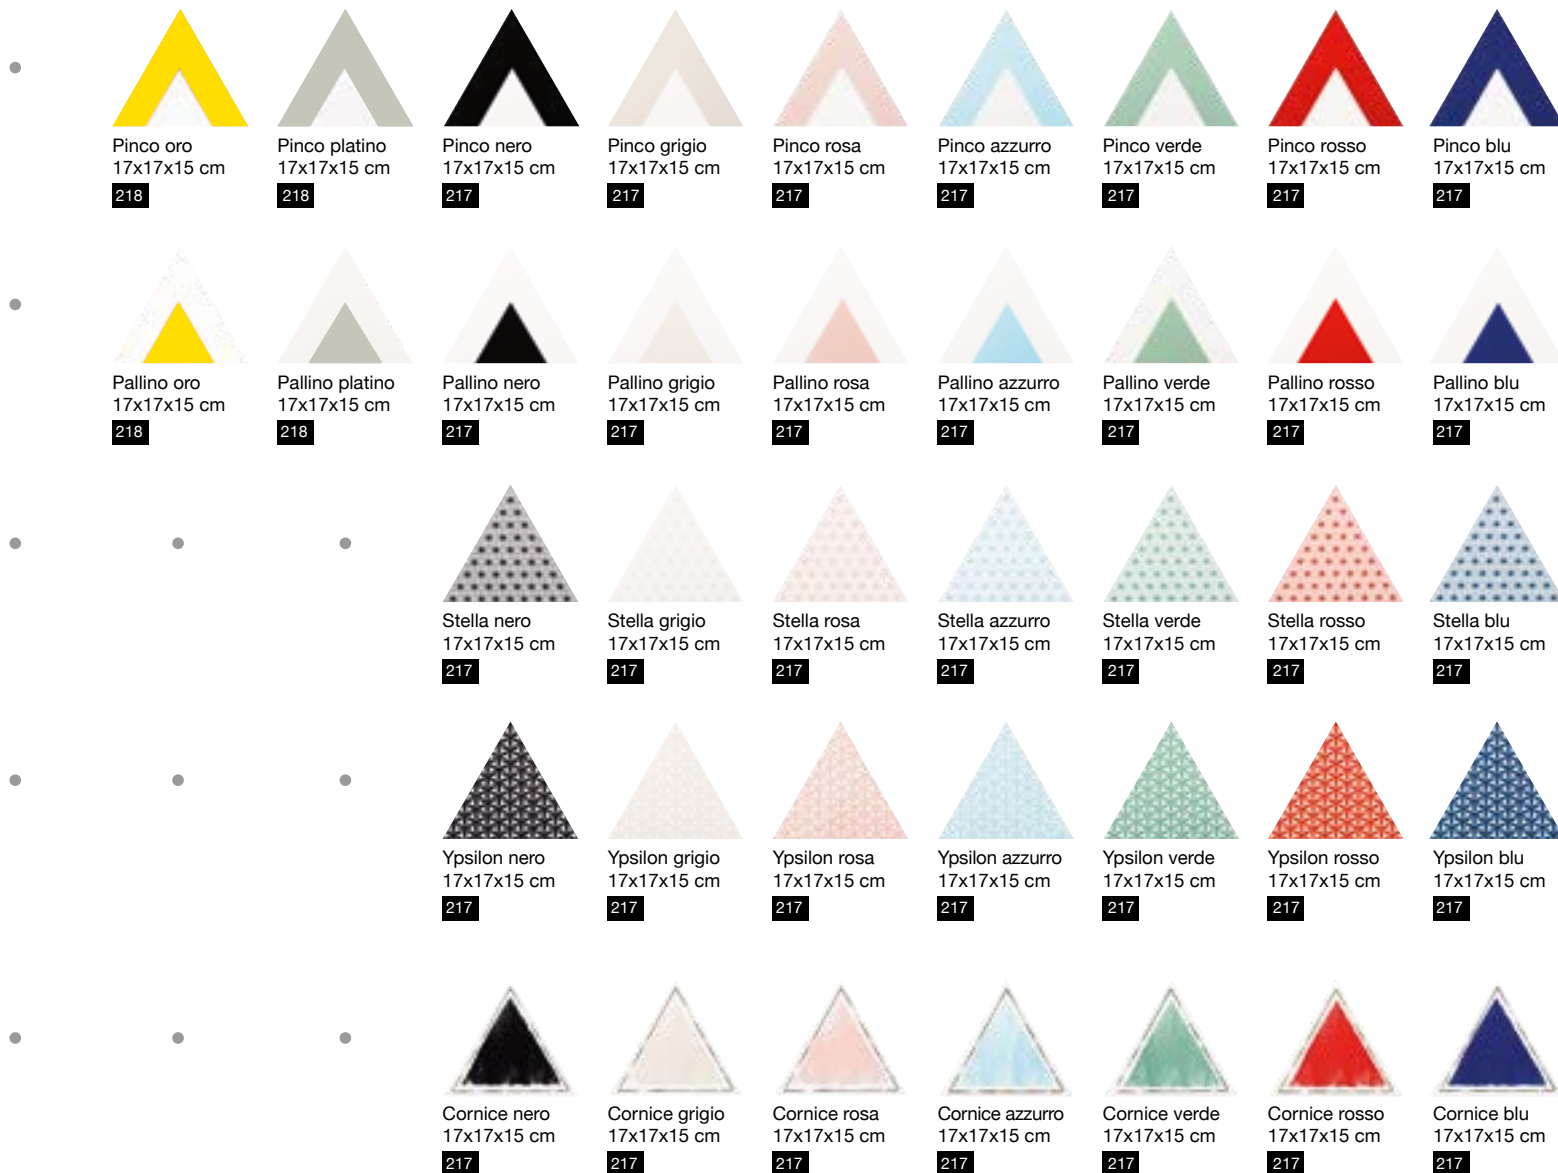 Pinco oro
17x17x15 cm
218
Pinco platino
17x17x15 cm
218
Pinco nero
17x17x15 cm
217
Pinco grigio
17x17x15 cm
217
Pinco rosa
17x17x15 cm
217
Pinco azzurro
17x17x15 cm
217
Pinco verde
17x17x15 cm
217
Pinco rosso
17x17x15 cm
217
Pinco blu
17x17x15 cm
217
Pallino oro
17x17x15 cm
218
Pallino platino
17x17x15 cm
218
Pallino nero
17x17x15 cm
217
Pallino grigio
17x17x15 cm
217
Pallino rosa
17x17x15 cm
217
Pallino azzurro
17x17x15 cm
217
Pallino verde
17x17x15 cm
217
Pallino rosso
17x17x15 cm
217
Pallino blu
17x17x15 cm
217
Stella nero
17x17x15 cm
217
Stella grigio
17x17x15 cm
217
Stella rosa
17x17x15 cm
217
Stella azzurro
17x17x15 cm
217
Stella verde
17x17x15 cm
217
Stella rosso
17x17x15 cm
217
Stella blu
17x17x15 cm
217
Ypsilon nero
17x17x15 cm
217
Ypsilon grigio
17x17x15 cm
217
Ypsilon rosa
17x17x15 cm
217
Ypsilon azzurro
17x17x15 cm
217
Ypsilon verde
17x17x15 cm
217
Ypsilon rosso
17x17x15 cm
217
Ypsilon blu
17x17x15 cm
217
Cornice nero
17x17x15 cm
217
Cornice grigio
17x17x15 cm
217
Cornice rosa
17x17x15 cm
217
Cornice azzurro
17x17x15 cm
217
Cornice verde
17x17x15 cm
217
Cornice rosso
17x17x15 cm
217
Cornice blu
17x17x15 cm
217